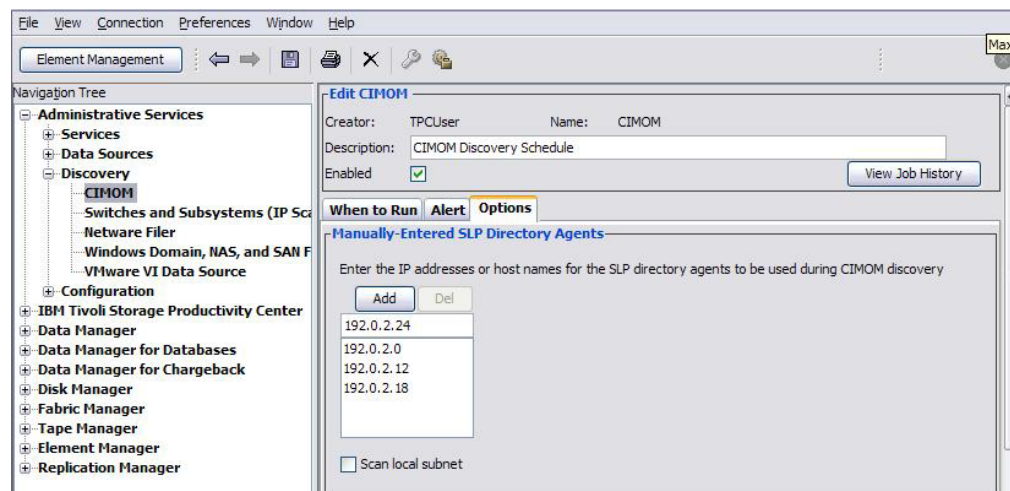 File View Connection Preferences Window Help
Element Management
Max
Navigation Tree
Administrative Services
Services
Data Sources
Discovery
CIMOM
Switches and Subsystems (IP Sca
Netware Filer
Windows Domain, NAS, and SAN F
VMware VI Data Source
Configuration
IBM Tivoli Storage Productivity Center
Data Manager
Data Manager for Databases
Data Manager for Chargeback
Disk Manager
Fabric Manager
Tape Manager
Element Manager
Replication Manager
Edit CIMOM
Creator: TPCUser Name: CIMOM
Description: CIMOM Discovery Schedule
Enabled View Job History
When to Run Alert Options
Manually-Entered SLP Directory Agents
Enter the IP addresses or host names for the SLP directory agents to be used during CIMOM discovery
Add Del
192.0.2.24
192.0.2.0
192.0.2.12
192.0.2.18
Scan local subnet